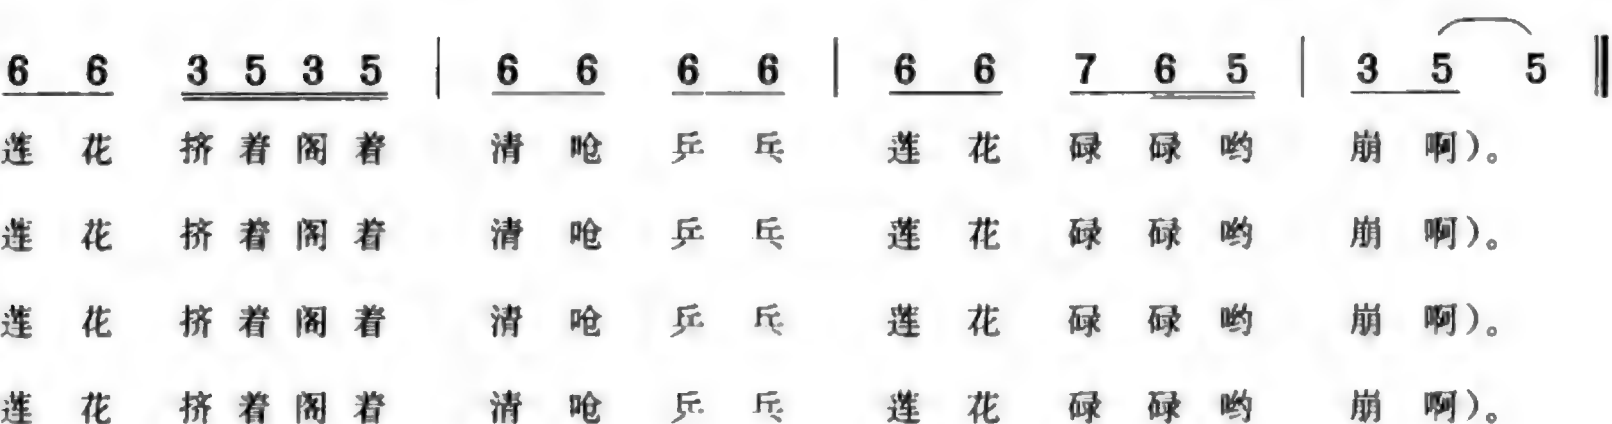 6 6 3 5 3 5 | 6 6 6 6 | 6 6 7 6 5 | 3 5 5 ‖
莲 花 挤 着 阁 着 清 呛 乒 乓 莲 花 碌 碌 哟 崩 啊）。
莲 花 挤 着 阁 着 清 呛 乒 乓 莲 花 碌 碌 哟 崩 啊）。
莲 花 挤 着 阁 着 清 呛 乒 乓 莲 花 碌 碌 哟 崩 啊）。
莲 花 挤 着 阁 着 清 呛 乒 乓 莲 花 碌 碌 哟 崩 啊）。